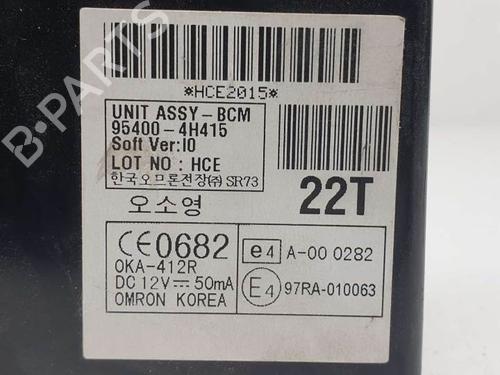 *HCE2015*
UNIT ASSY-BCM
95400-4H415
Soft Ver:I0
LOT NO : HCE
한국오므론전장(주) SR73
오소영
22T
CE0682
OKA-412R
DC 12V⎓50mA
OMRON KOREA
e4 A-00 0282
E4 97RA-010063
B-PARTS